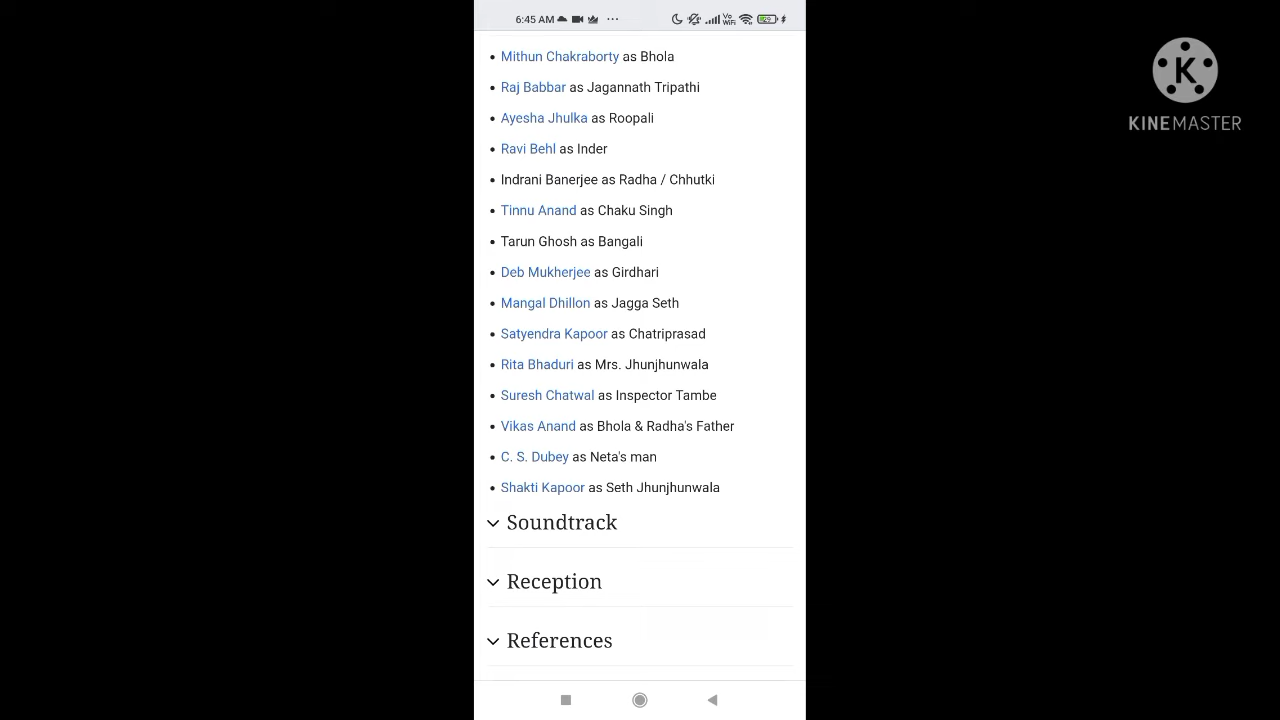 6:45 AM
Vo
WiFi
29
Mithun Chakraborty as Bhola
Raj Babbar as Jagannath Tripathi
Ayesha Jhulka as Roopali
Ravi Behl as Inder
Indrani Banerjee as Radha / Chhutki
Tinnu Anand as Chaku Singh
Tarun Ghosh as Bangali
Deb Mukherjee as Girdhari
Mangal Dhillon as Jagga Seth
Satyendra Kapoor as Chatriprasad
Rita Bhaduri as Mrs. Jhunjhunwala
Suresh Chatwal as Inspector Tambe
Vikas Anand as Bhola & Radha's Father
C. S. Dubey as Neta's man
Shakti Kapoor as Seth Jhunjhunwala
Soundtrack
Reception
References
K
KINEMASTER